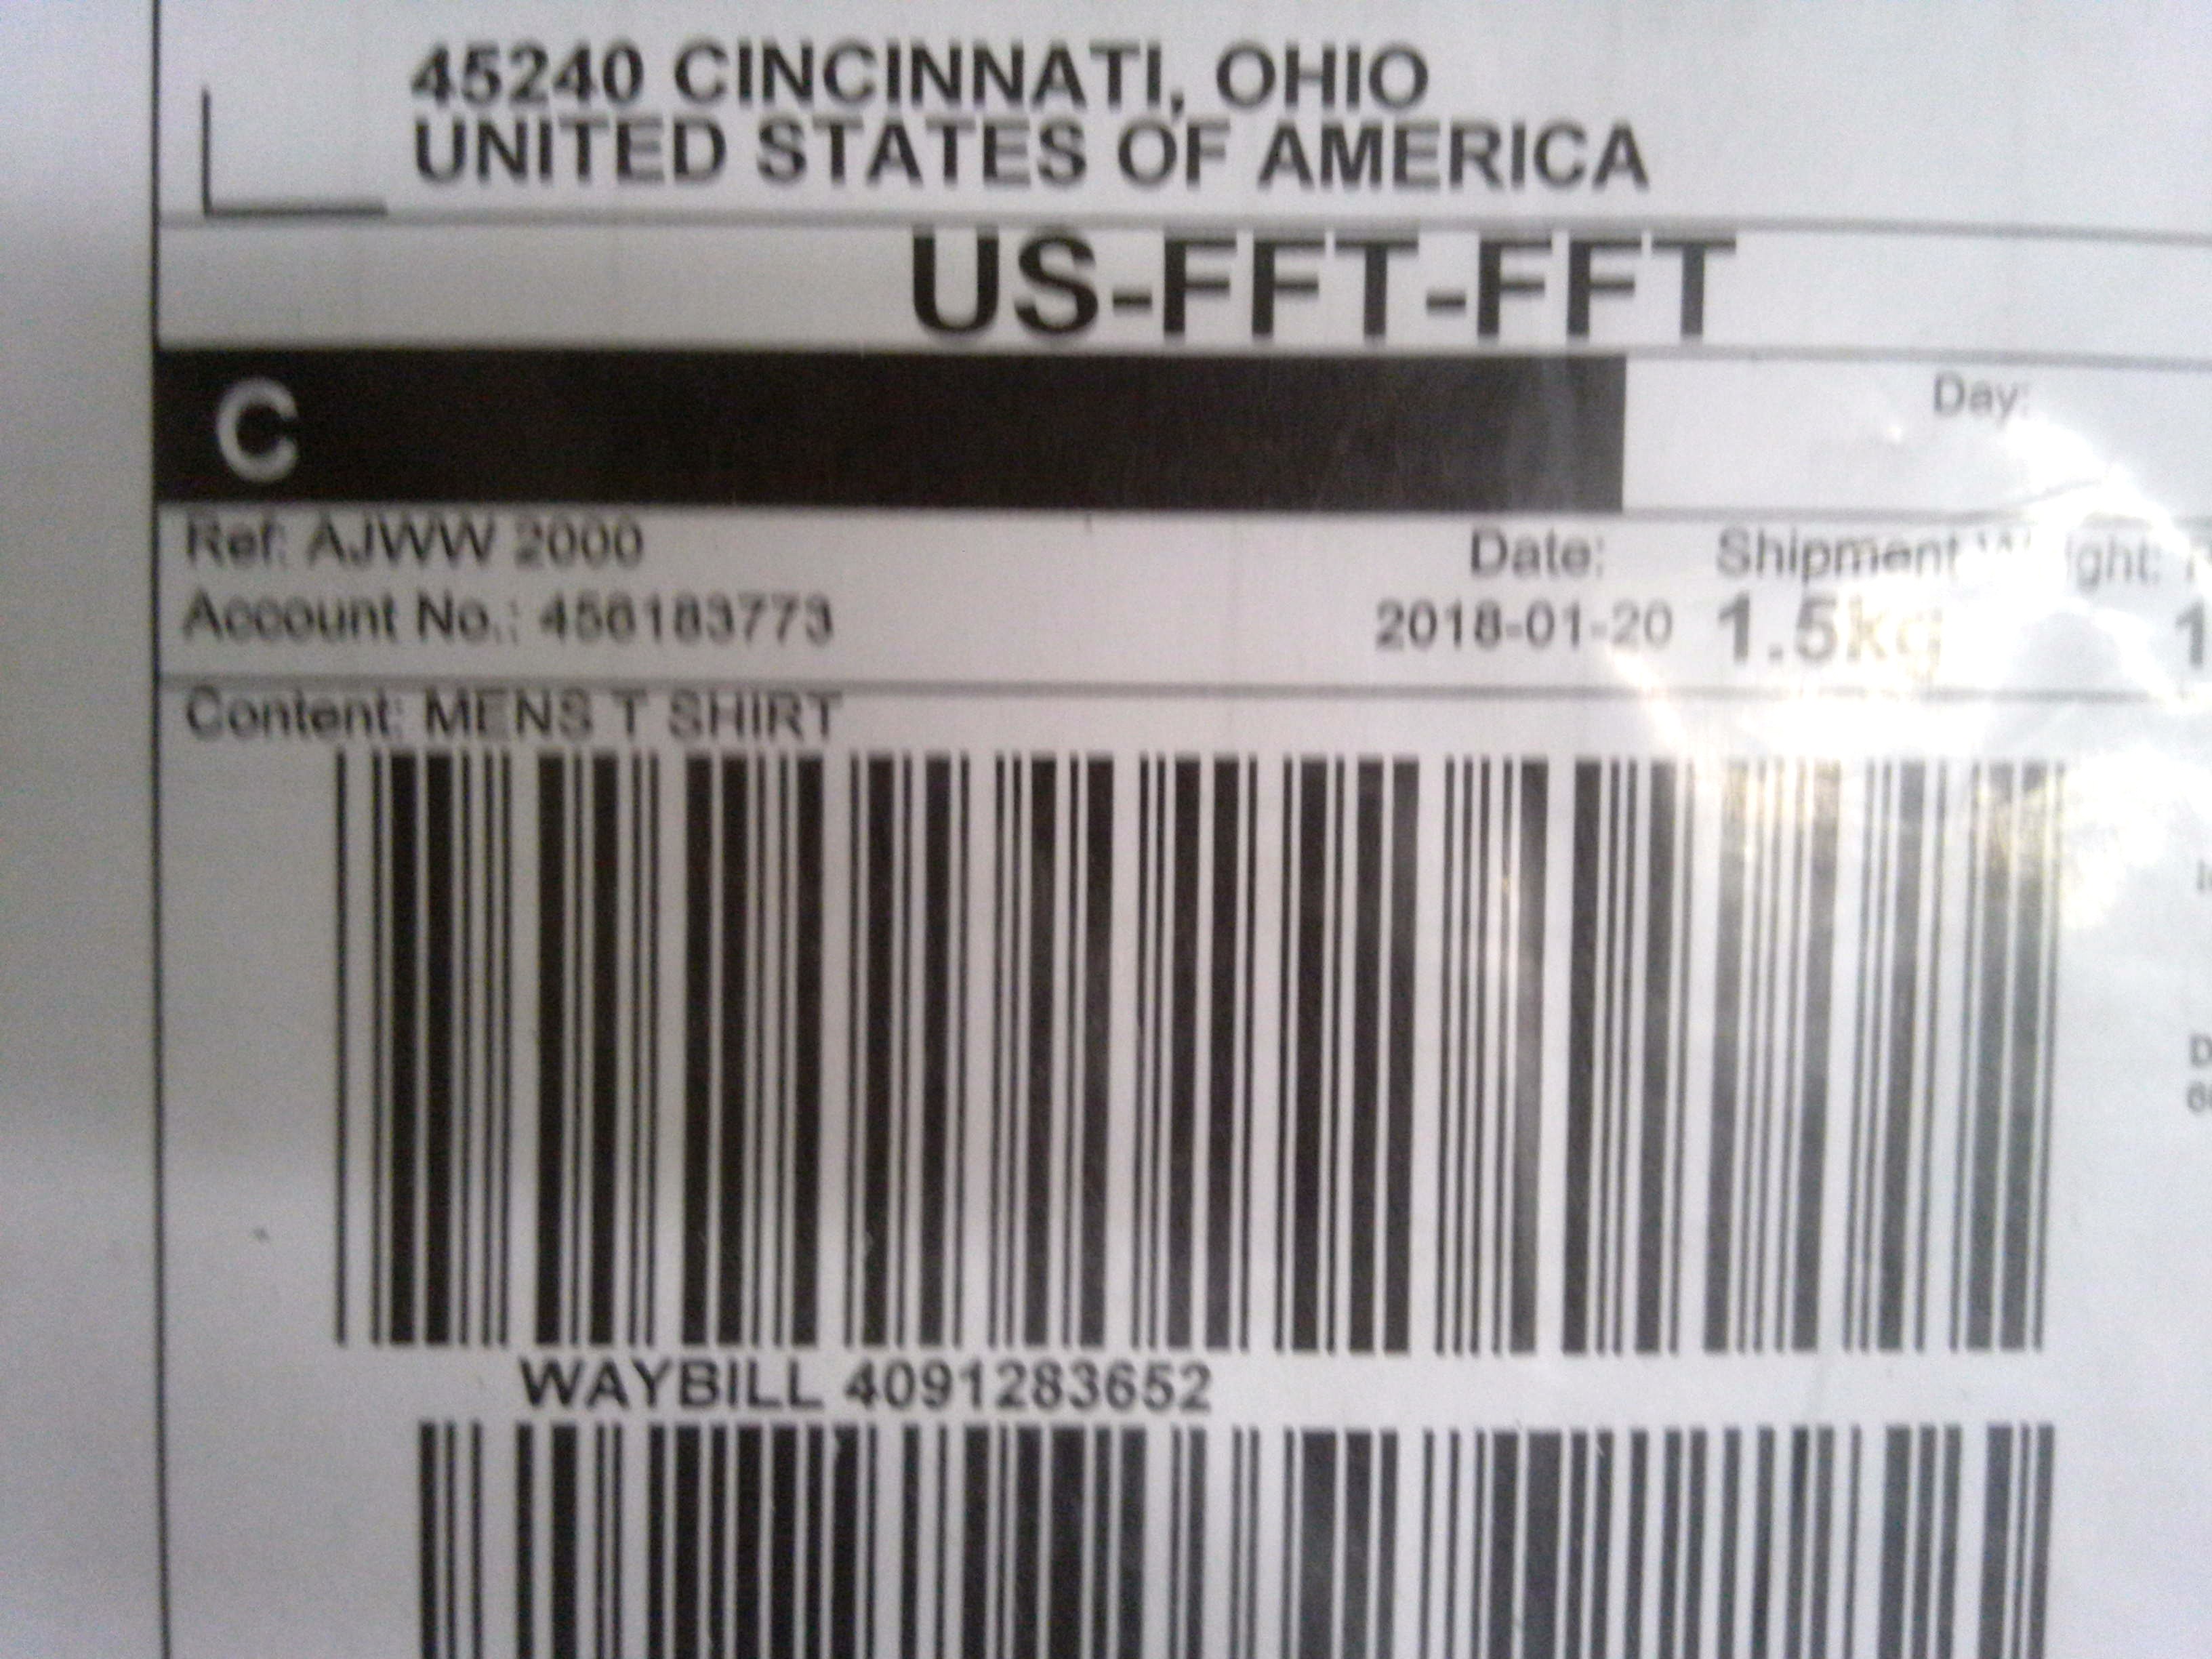 45240 CINCINNATI, OHIO
UNITED STATES OF AMERICA
US-FFT-FFT
C
Day:
Ref: AJWW 2000
Date: Shipment
Account No.: 456183773
2018-01-20 1.5kg
Content: MENS T SHIRT
WAYBILL 4091283652